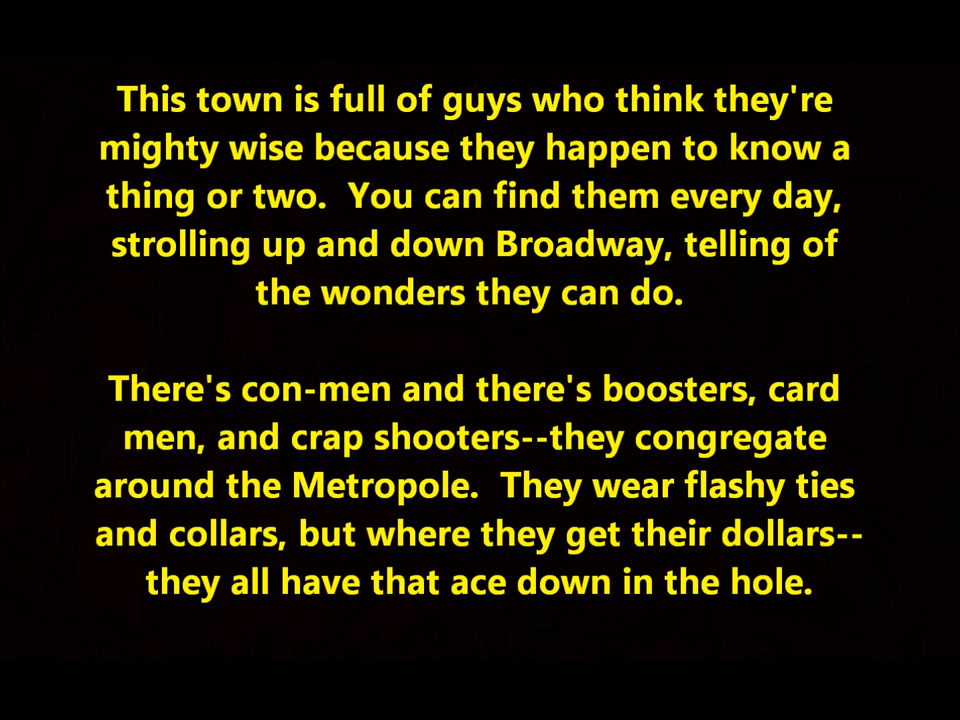 This town is full of guys who think they're
mighty wise because they happen to know a
thing or two.  You can find them every day,
strolling up and down Broadway, telling of
the wonders they can do.
There's con-men and there's boosters, card
men, and crap shooters--they congregate
around the Metropole.  They wear flashy ties
and collars, but where they get their dollars--
they all have that ace down in the hole.